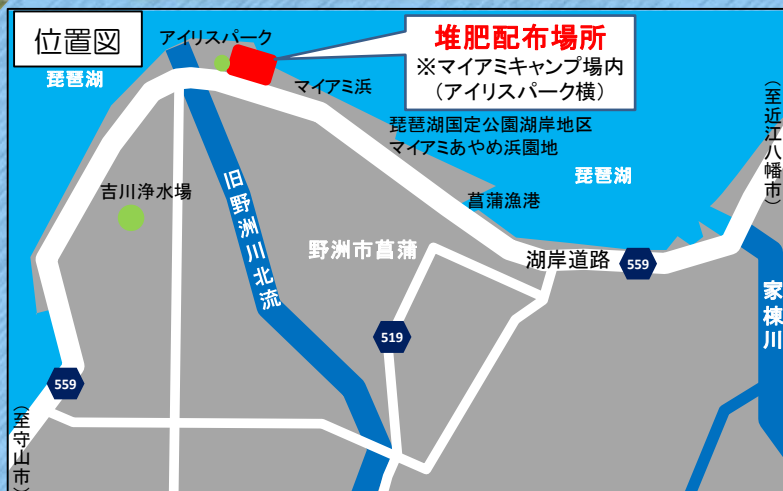 位置図
アイリスパーク
堆肥配布場所
※マイアミキャンプ場内
（アイリスパーク横）
琵琶湖
マイアミ浜
（至近江八幡市）
琵琶湖国定公園湖岸地区
マイアミあやめ浜園地
琵琶湖
吉川浄水場
菖蒲漁港
旧野洲川北流
野洲市菖蒲
湖岸道路
559
家棟川
519
559
（至守山市）